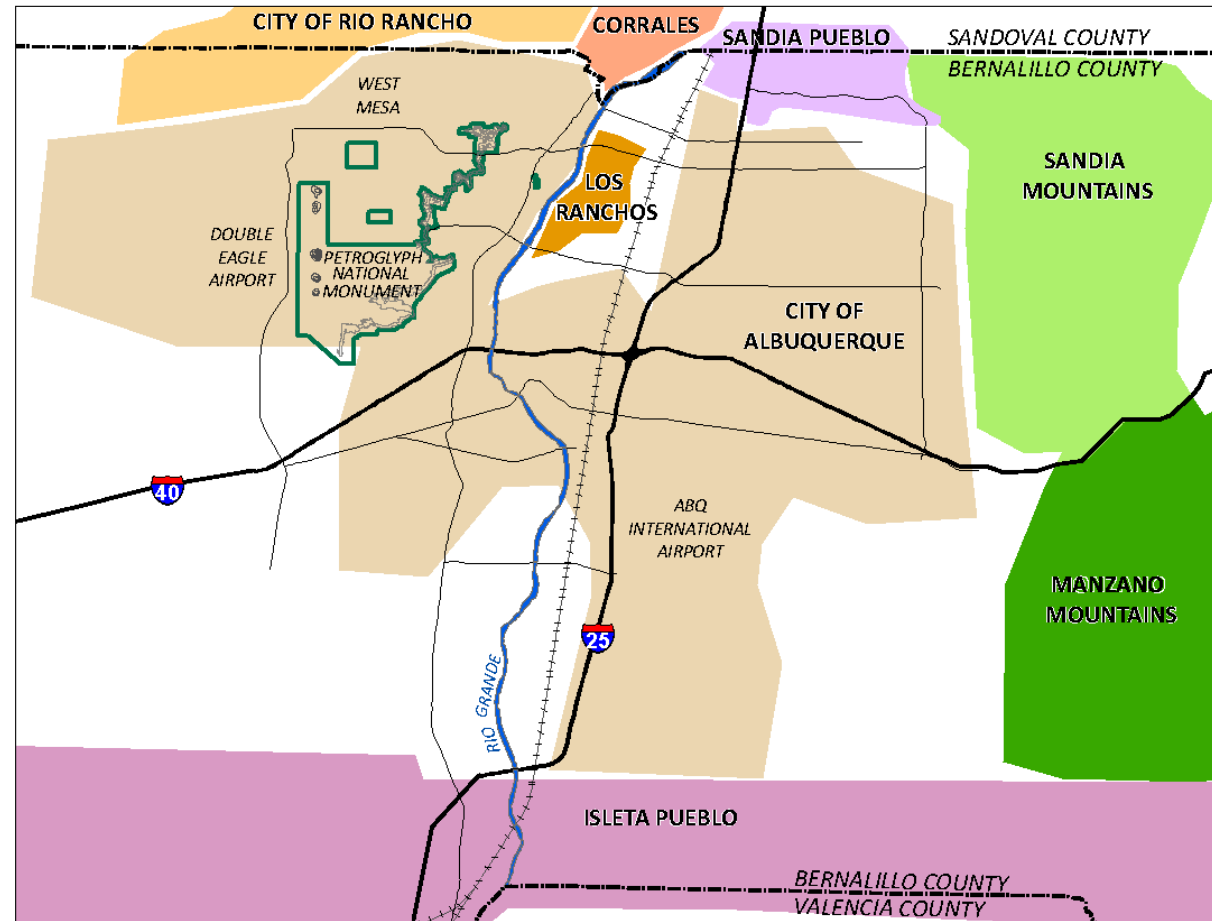 CITY OF RIO RANCHO
CORRALES
SANDIA PUEBLO
SANDOVAL COUNTY
BERNALILLO COUNTY
WEST
MESA
SANDIA
MOUNTAINS
LOS
RANCHOS
DOUBLE
EAGLE
AIRPORT
PETROGLYPH
NATIONAL
MONUMENT
CITY OF
ALBUQUERQUE
40
ABQ
INTERNATIONAL
AIRPORT
MANZANO
MOUNTAINS
25
RIO GRANDE
ISLETA PUEBLO
BERNALILLO COUNTY
VALENCIA COUNTY